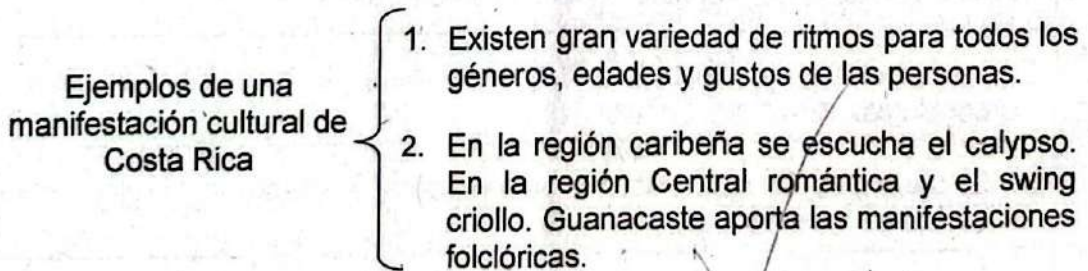 Ejemplos de una
manifestación cultural de
Costa Rica
1. Existen gran variedad de ritmos para todos los
géneros, edades y gustos de las personas.
2. En la región caribeña se escucha el calypso.
En la región Central romántica y el swing
criollo. Guanacaste aporta las manifestaciones
folclóricas.